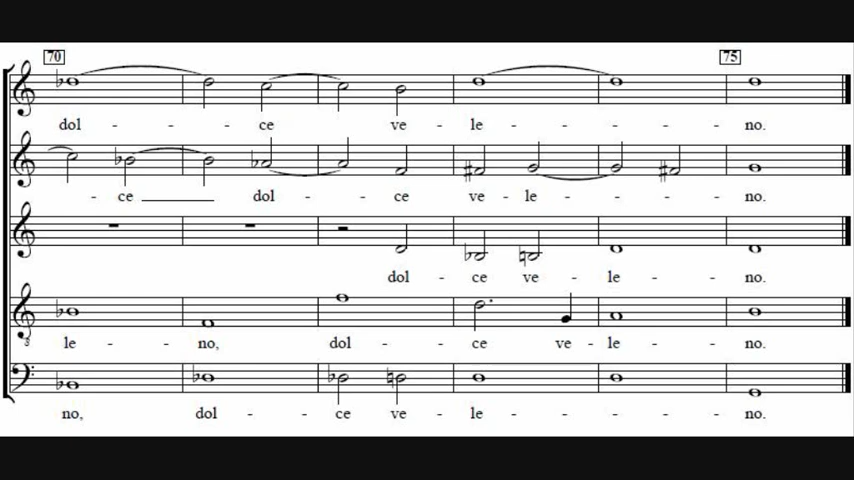 70 75
dol - - - ce ve - le - - - - no.
- ce dol - - ce ve - le - - - no.
dol - ce ve - le - no.
le - - no, dol - - ce ve - le - - no.
no, dol - - ce ve - le - - - - no.